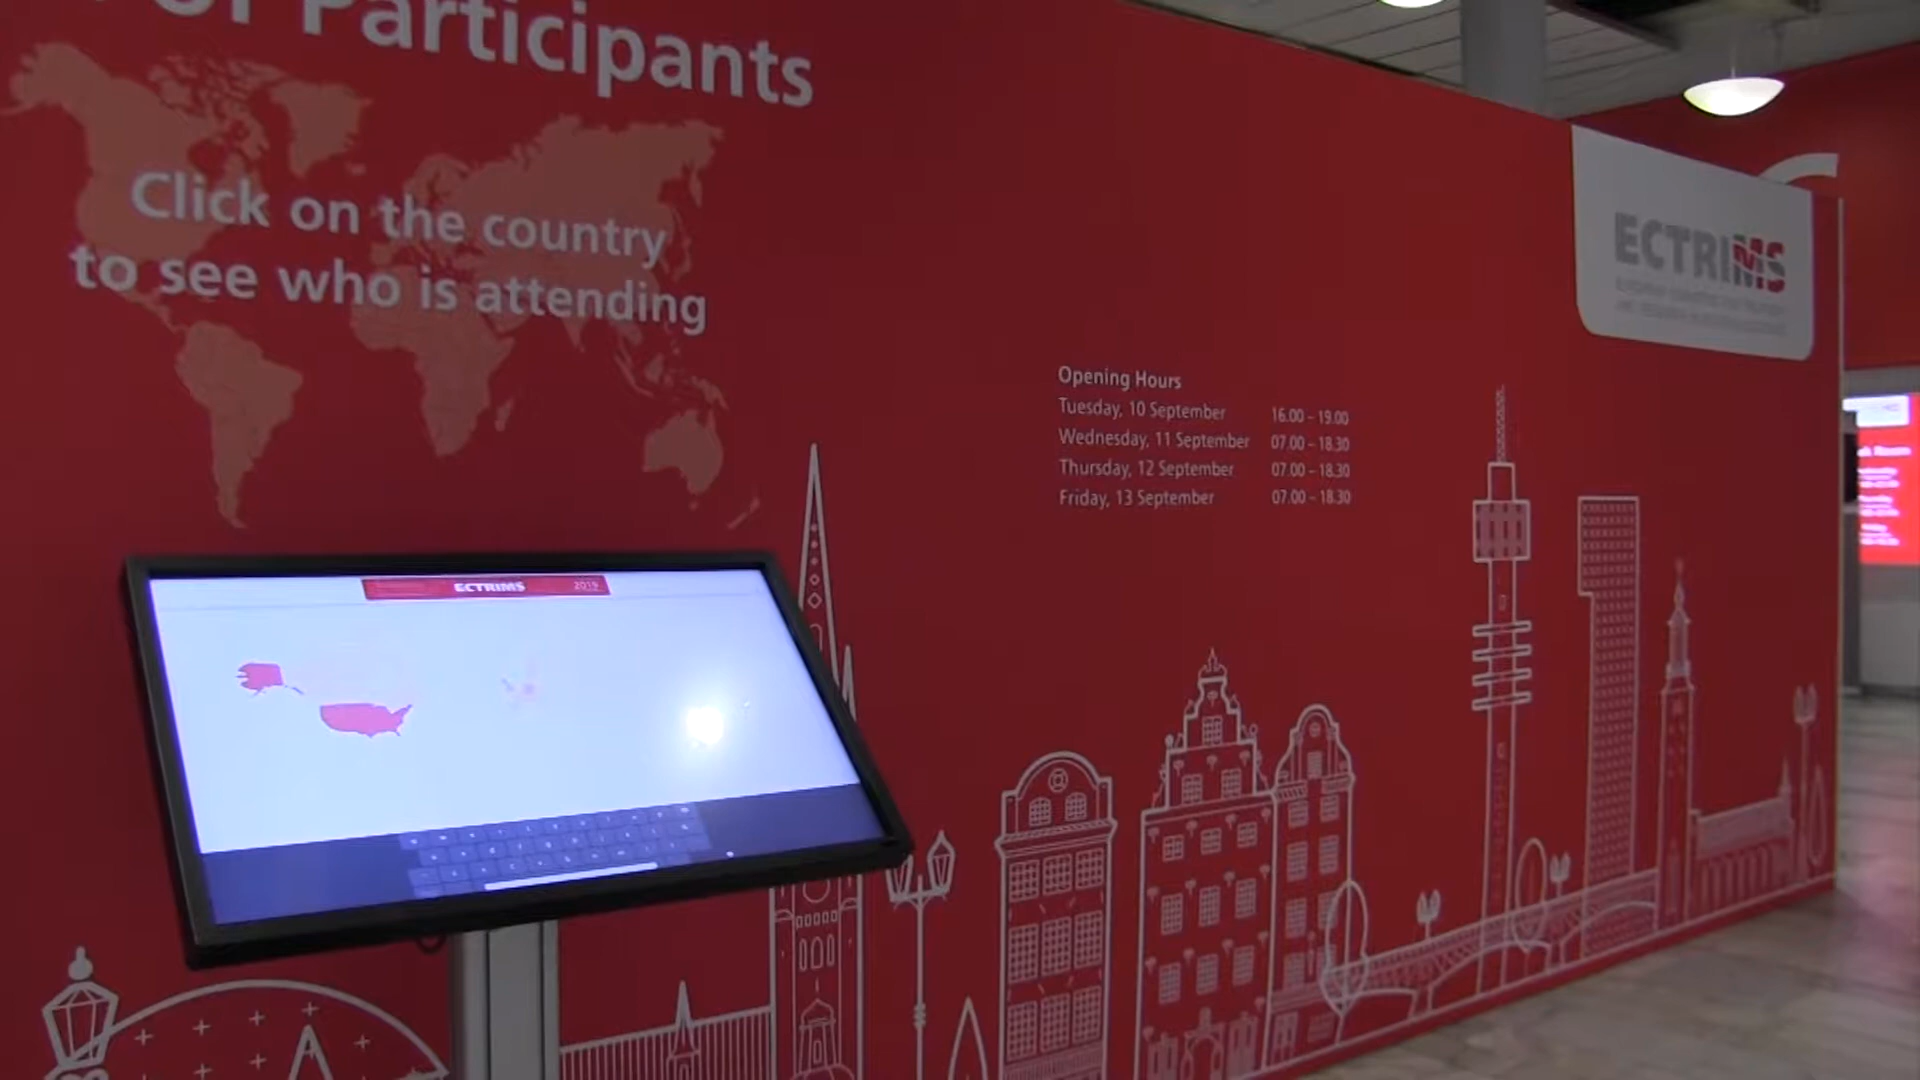 of Participants
Click on the country
to see who is attending
ECTRIMS
Opening Hours
Tuesday, 10 September 16.00 – 19.00
Wednesday, 11 September 07.00 – 18.30
Thursday, 12 September 07.00 – 18.30
Friday, 13 September 07.00 – 18.30
ECTRIMS 2019